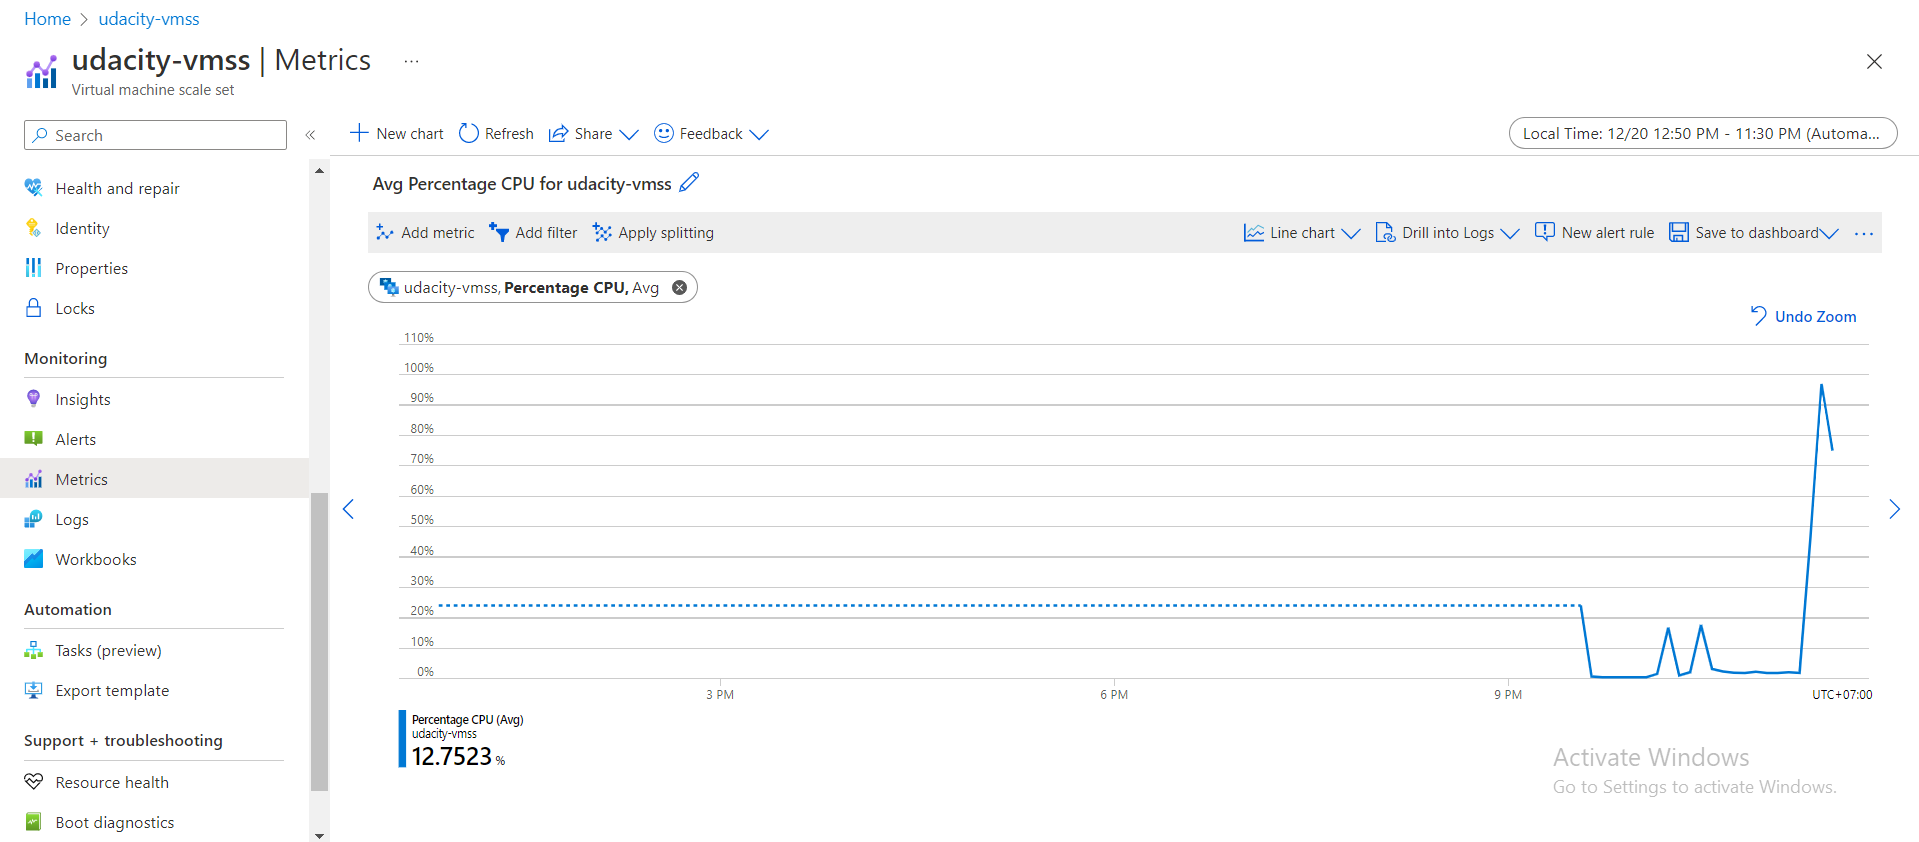 Home > udacity-vmss
udacity-vmss | Metrics ...
Virtual machine scale set
Search
«
New chart
Refresh
Share
Feedback
Local Time: 12/20 12:50 PM - 11:30 PM (Automa...
Health and repair
Identity
Properties
Locks
Monitoring
Insights
Alerts
Metrics
Logs
Workbooks
Automation
Tasks (preview)
Export template
Support + troubleshooting
Resource health
Boot diagnostics
Avg Percentage CPU for udacity-vmss
Add metric
Add filter
Apply splitting
Line chart
Drill into Logs
New alert rule
Save to dashboard
...
udacity-vmss, Percentage CPU, Avg
Undo Zoom
110%
100%
90%
80%
70%
60%
50%
40%
30%
20%
10%
0%
3 PM
6 PM
9 PM
UTC+07:00
Percentage CPU (Avg)
udacity-vmss
12.7523 %
Activate Windows
Go to Settings to activate Windows.